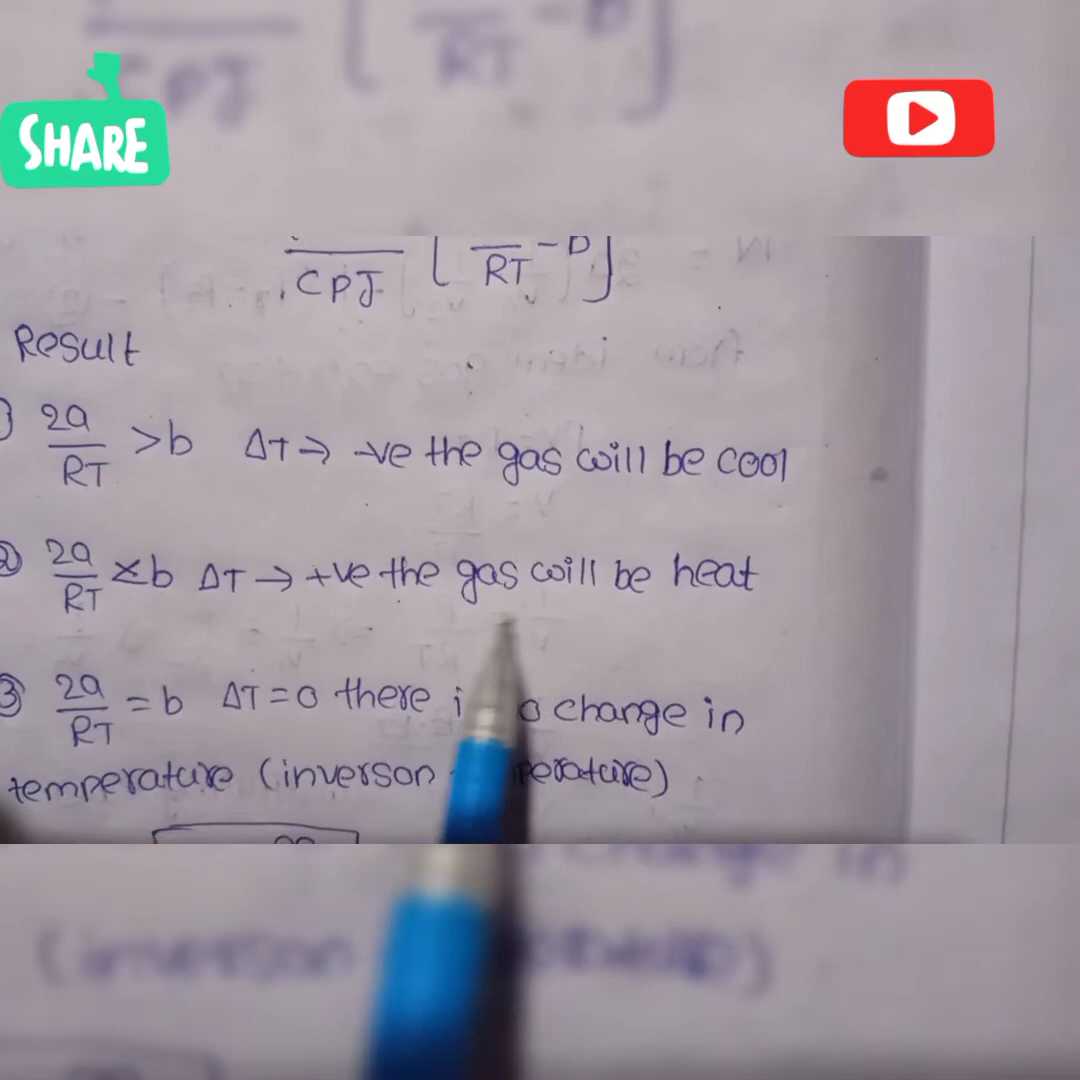 SHARE
CPJ [ RT -b]
Result
2a/RT > b ΔT → -ve the gas will be cool
② 2a/RT < b ΔT → +ve the gas will be heat
③ 2a/RT = b ΔT = 0 there change in
temperature (inverson